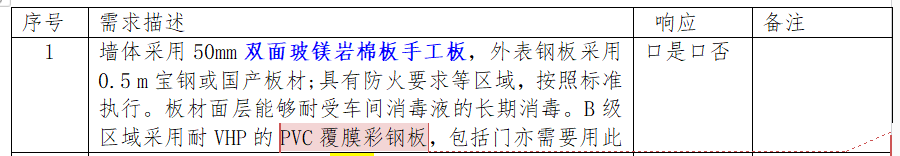 序号 需求描述 响应 备注
1 墙体采用 50mm 双面玻镁岩棉板手工板，外表钢板采用 口是口否
0.5 m 宝钢或国产板材;具有防火要求等区域，按照标准
执行。板材面层能够耐受车间消毒液的长期消毒。B 级
区域采用耐 VHP 的 PVC 覆膜彩钢板，包括门亦需要用此